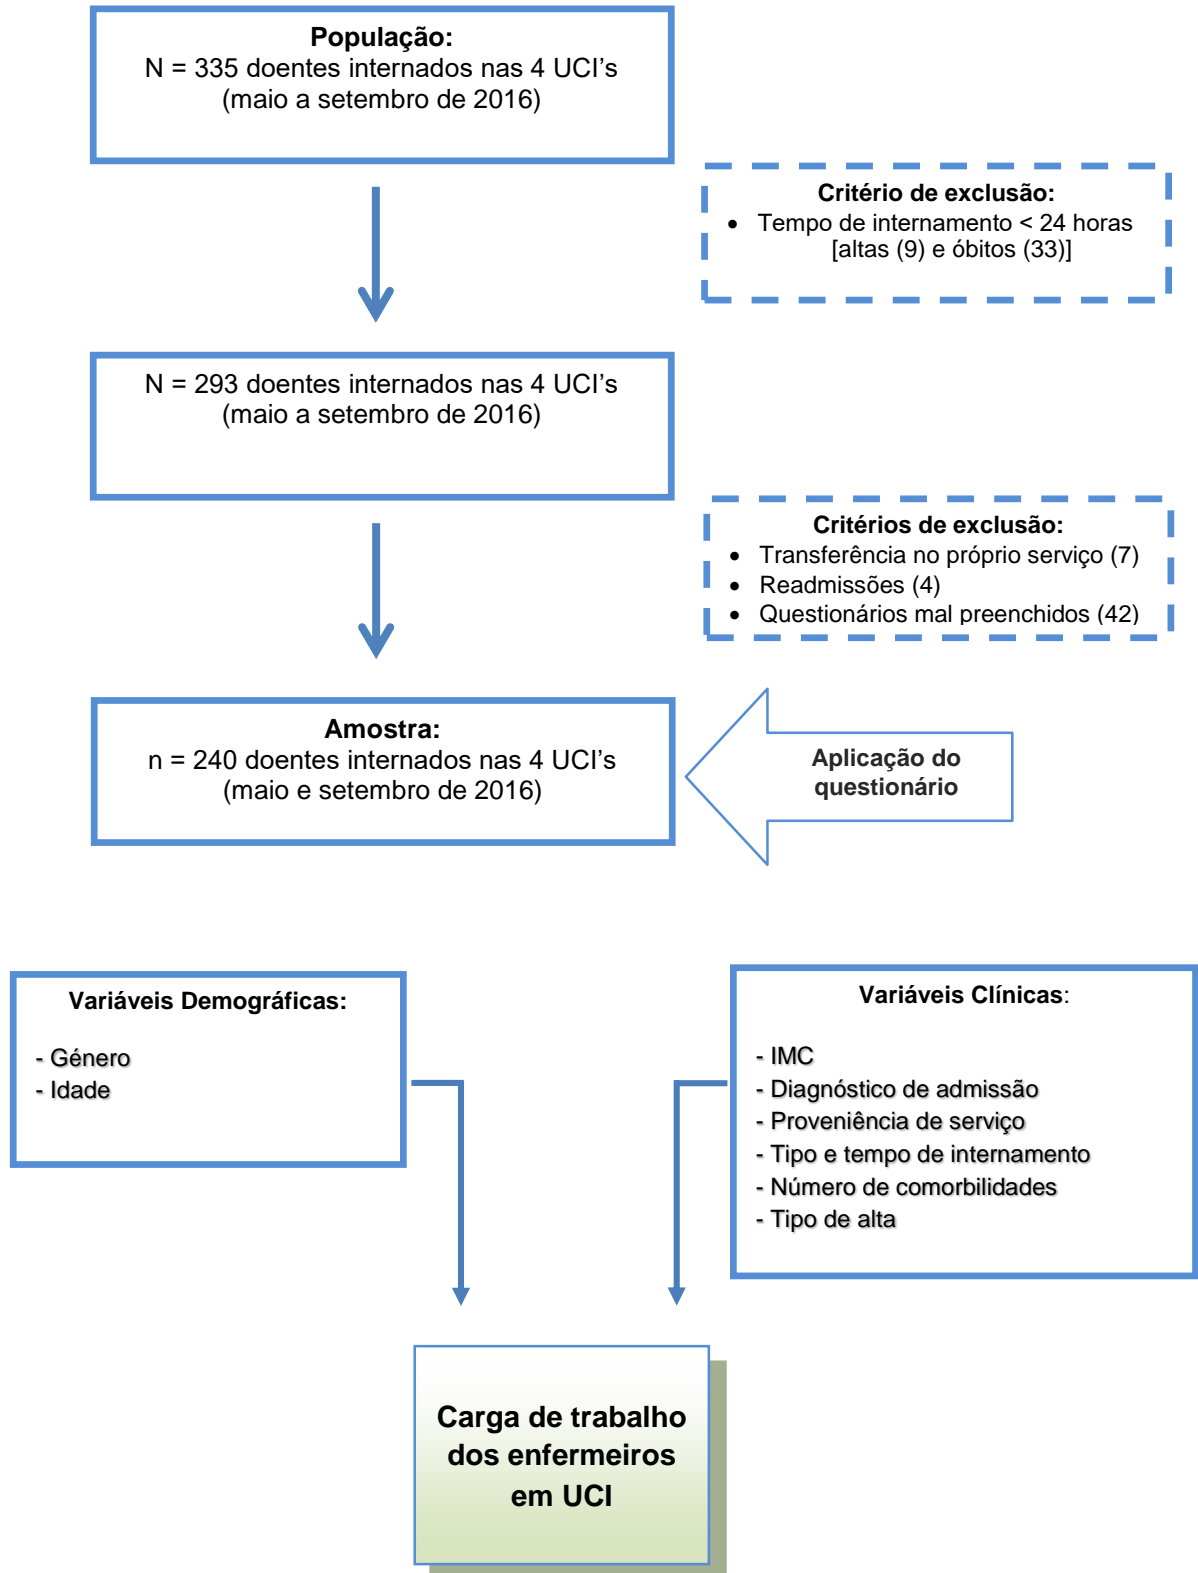 População:
N = 335 doentes internados nas 4 UCI’s
(maio a setembro de 2016)
Critério de exclusão:
• Tempo de internamento < 24 horas
[altas (9) e óbitos (33)]
N = 293 doentes internados nas 4 UCI’s
(maio a setembro de 2016)
Critérios de exclusão:
• Transferência no próprio serviço (7)
• Readmissões (4)
• Questionários mal preenchidos (42)
Amostra:
n = 240 doentes internados nas 4 UCI’s
(maio e setembro de 2016)
Aplicação do
questionário
Variáveis Demográficas:
- Género
- Idade
Variáveis Clínicas:
- IMC
- Diagnóstico de admissão
- Proveniência de serviço
- Tipo e tempo de internamento
- Número de comorbilidades
- Tipo de alta
Carga de trabalho
dos enfermeiros
em UCI